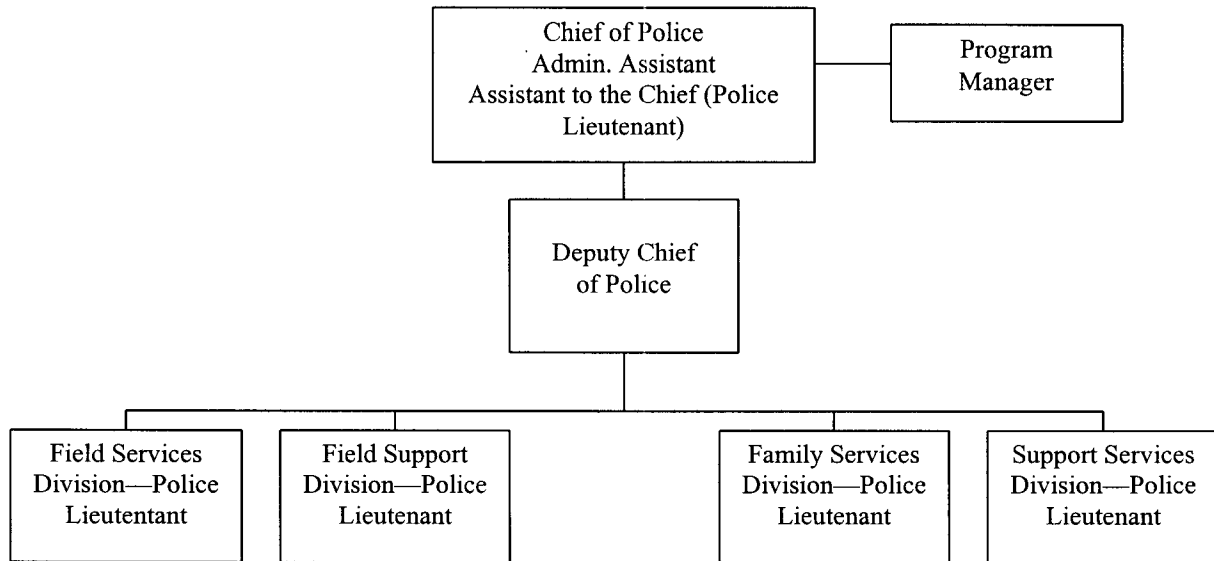 Chief of Police
Admin. Assistant
Assistant to the Chief (Police
Lieutenant)
Program
Manager
Deputy Chief
of Police
Field Services
Division—Police
Lieutentant
Field Support
Division—Police
Lieutenant
Family Services
Division—Police
Lieutenant
Support Services
Division—Police
Lieutenant